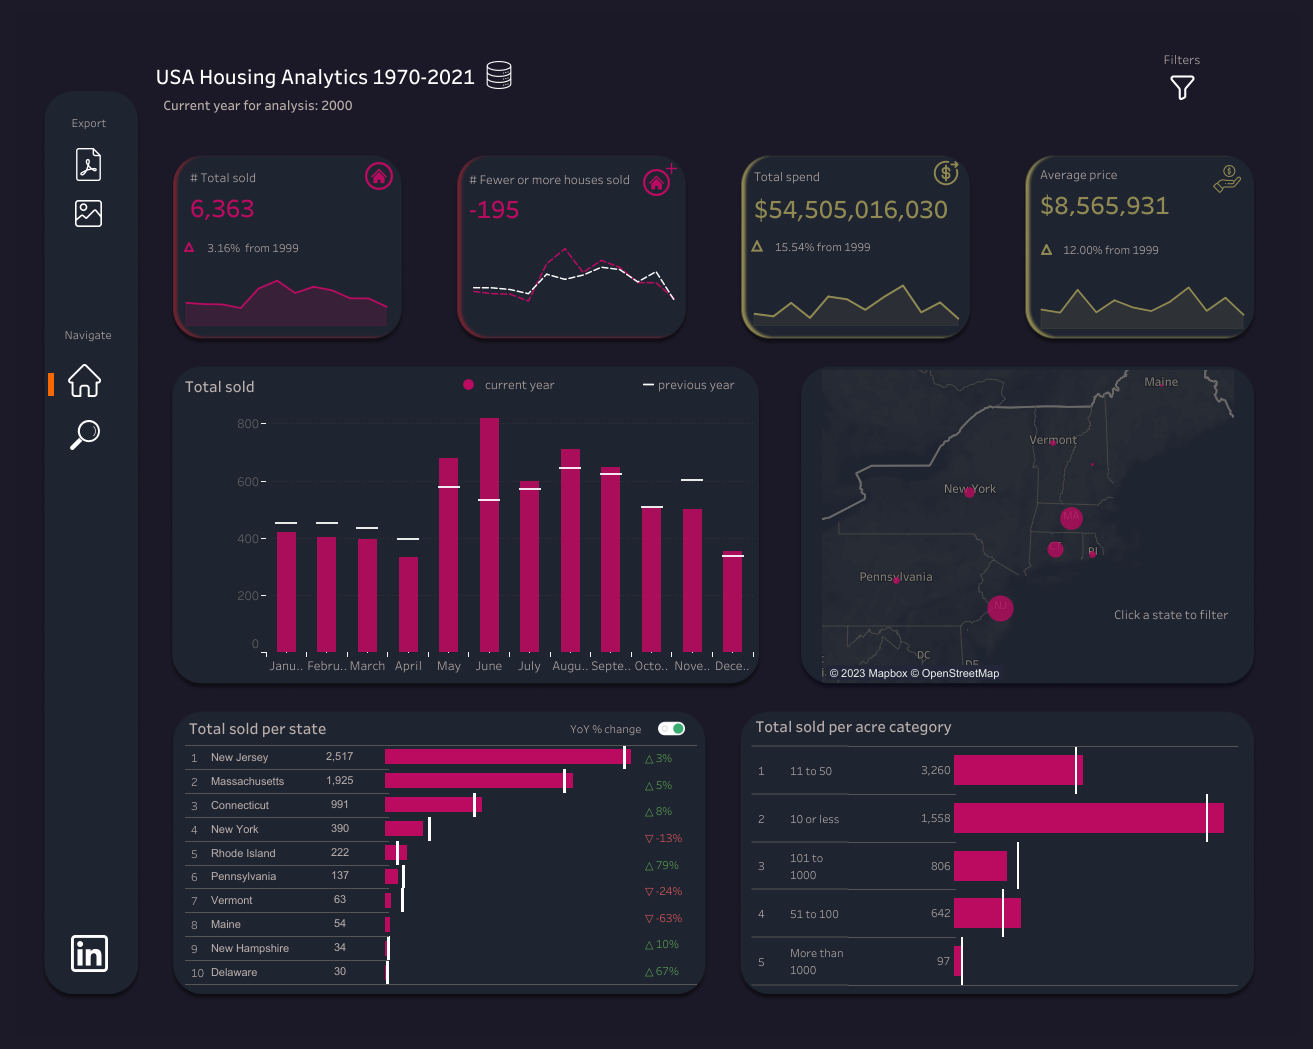 USA Housing Analytics 1970-2021
Current year for analysis: 2000
Filters
Export
Navigate
# Total sold
6,363
△ 3.16% from 1999
# Fewer or more houses sold
-195
Total spend
$54,505,016,030
△ 15.54% from 1999
Average price
$8,565,931
△ 12.00% from 1999
Total sold
current year
previous year
800
600
400
200
0
Janu.. Febru.. March April May June July Augu.. Septe.. Octo.. Nove.. Dece..
Maine
Vermont
New York
MA
CT
RI
Pennsylvania
NJ
Click a state to filter
DC
DE
© 2023 Mapbox © OpenStreetMap
Total sold per state
YoY % change
1 New Jersey 2,517 △ 3%
2 Massachusetts 1,925 △ 5%
3 Connecticut 991 △ 8%
4 New York 390 ▽ -13%
5 Rhode Island 222 △ 79%
6 Pennsylvania 137 ▽ -24%
7 Vermont 63 ▽ -63%
8 Maine 54
9 New Hampshire 34 △ 10%
10 Delaware 30 △ 67%
Total sold per acre category
1 11 to 50 3,260
2 10 or less 1,558
3 101 to
1000 806
4 51 to 100 642
5 More than
1000 97
in